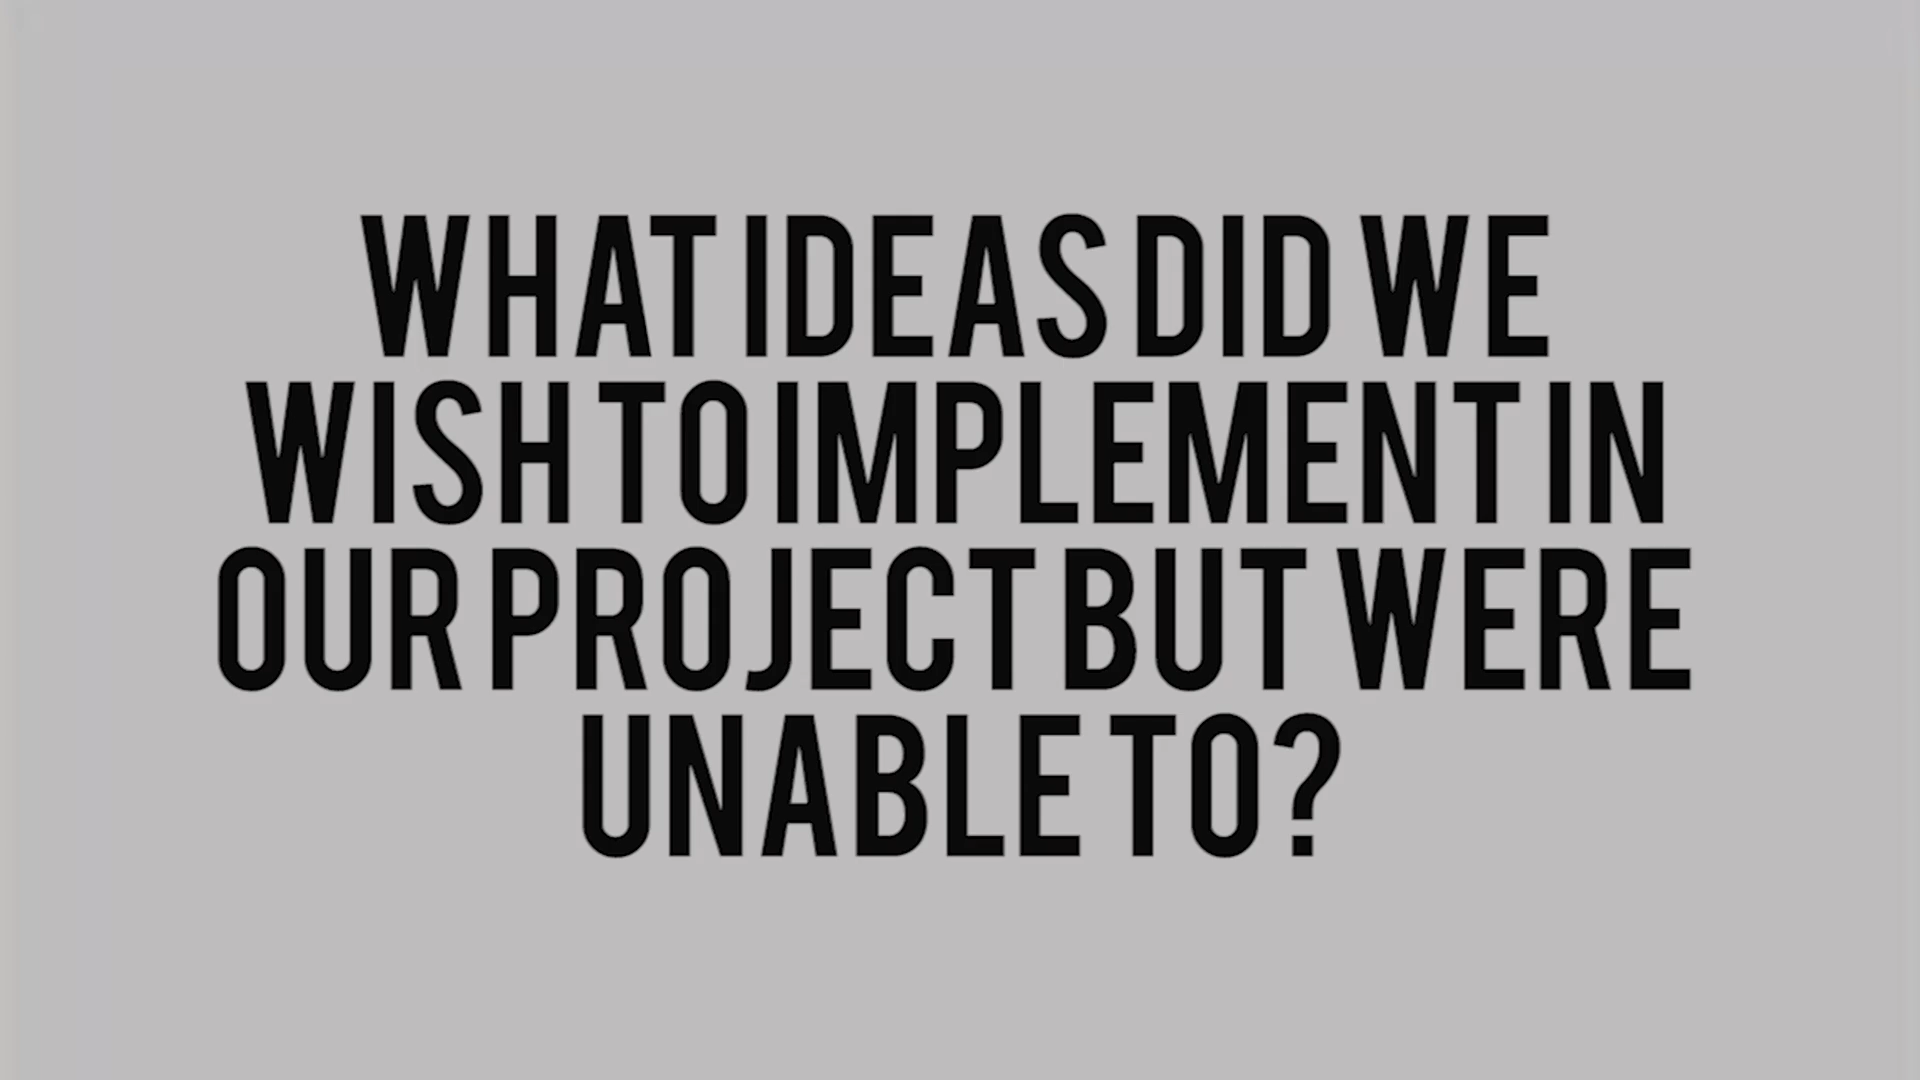 WHAT IDEAS DID WE
WISH TO IMPLEMENT IN
OUR PROJECT BUT WERE
UNABLE TO?